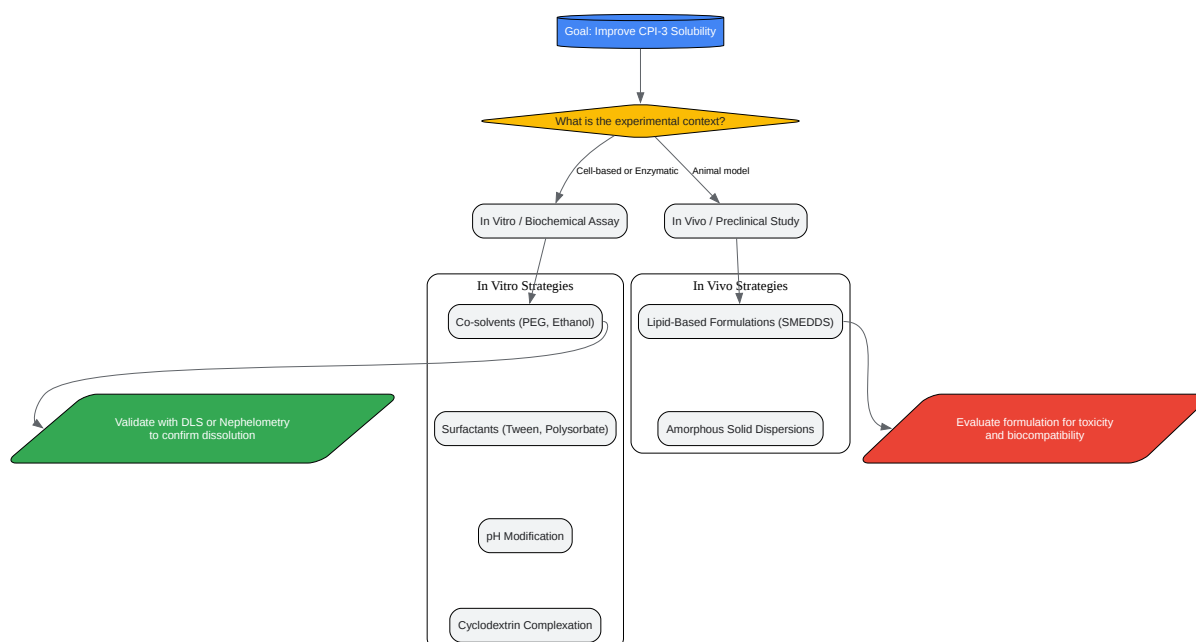 Goal: Improve CPI-3 Solubility
What is the experimental context?
Cell-based or Enzymatic
Animal model
In Vitro / Biochemical Assay
In Vivo / Preclinical Study
In Vitro Strategies
In Vivo Strategies
Co-solvents (PEG, Ethanol)
Lipid-Based Formulations (SMEDDS)
Validate with DLS or Nephelometry
to confirm dissolution
Surfactants (Tween, Polysorbate)
Amorphous Solid Dispersions
Evaluate formulation for toxicity
and biocompatibility
pH Modification
Cyclodextrin Complexation